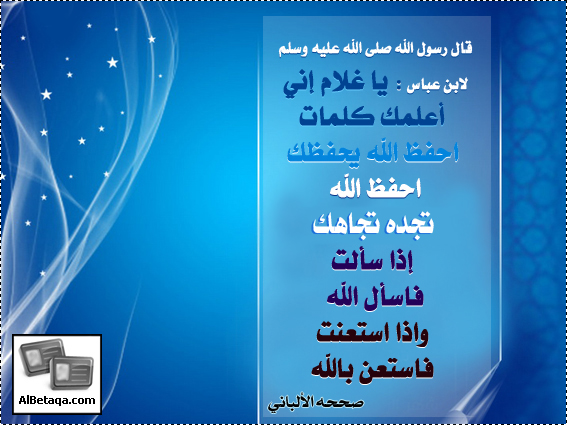 قال رسول الله صلى الله عليه وسلم
لابن عباس : يا غلام إني
أعلمك كلمات
احفظ الله يحفظك
احفظ الله
تجده تجاهك
إذا سألت
فاسأل الله
واذا استعنت
فاستعن بالله
صححه الألباني
AlBetaqa.com